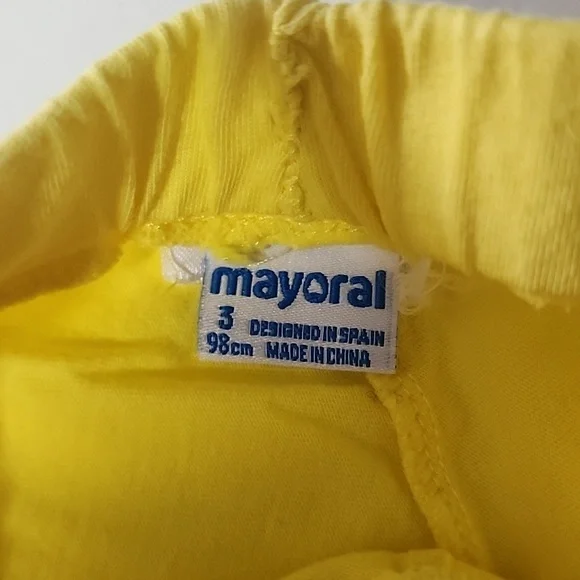 mayoral
3 DESIGNED IN SPAIN
98cm MADE IN CHINA